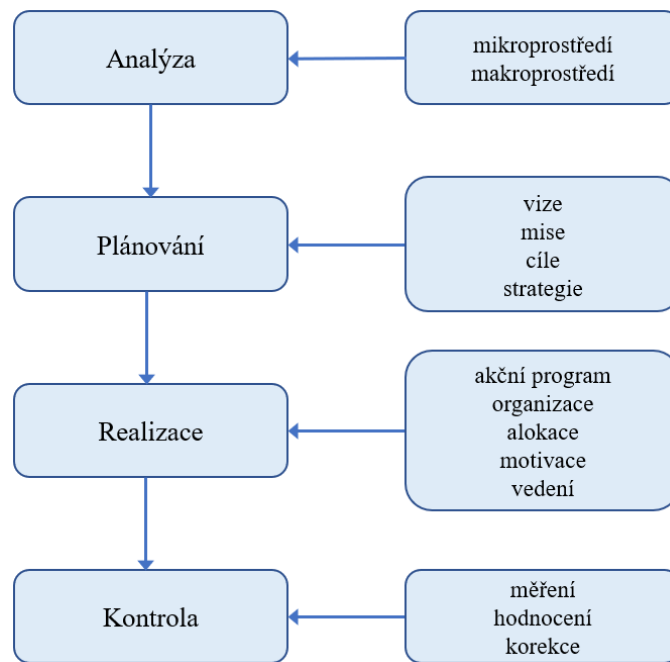 Analýza
mikroprostředí
makroprostředí
Plánování
vize
mise
cíle
strategie
Realizace
akční program
organizace
alokace
motivace
vedení
Kontrola
měření
hodnocení
korekce